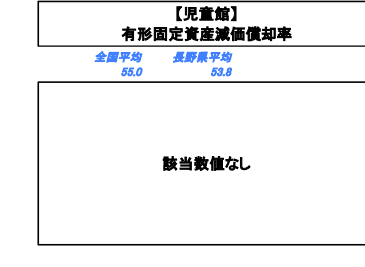 【児童館】
有形固定資産減価償却率
全国平均 長野県平均
55.0 53.8
該当数値なし